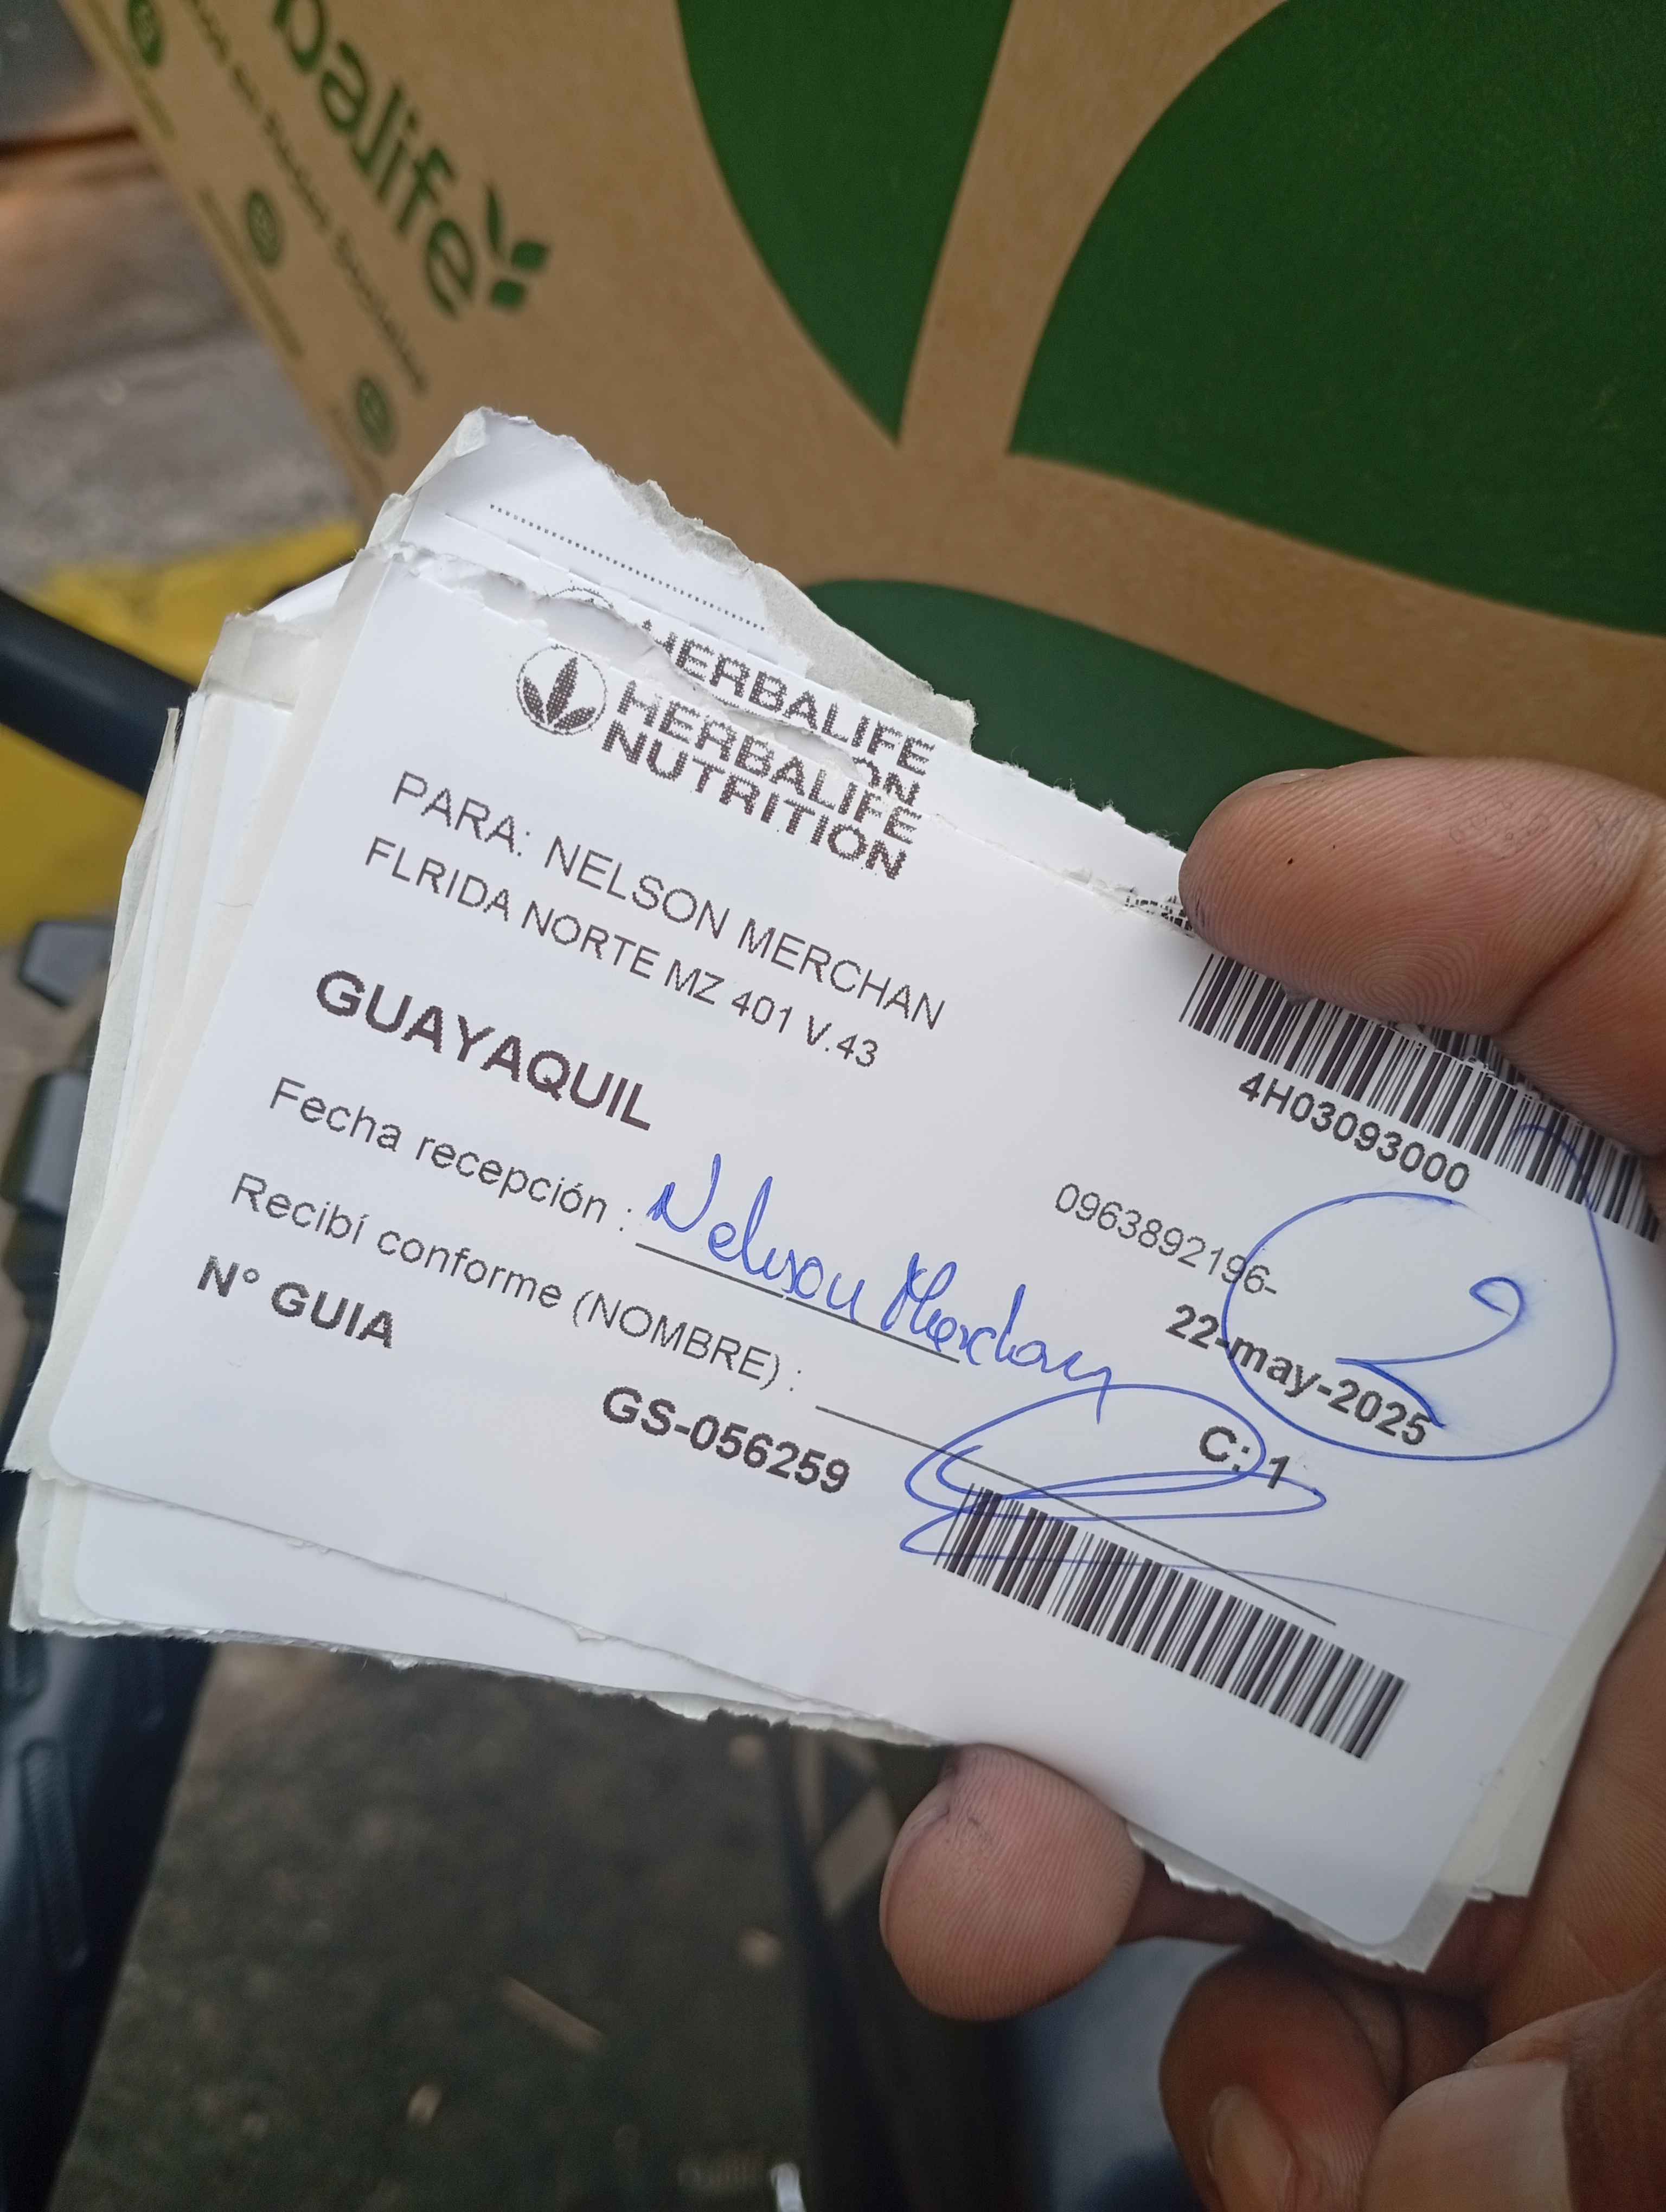 balife
HERBALIFE
HERBALIFE
NUTRITION
PARA: NELSON MERCHAN
FLRIDA NORTE MZ 401 V.43
GUAYAQUIL
4H03093000
0963892196-
22-may-2025
Fecha recepción : Nelson Merchan
Recibí conforme (NOMBRE) :
C: 1
N° GUIA
GS-056259
2